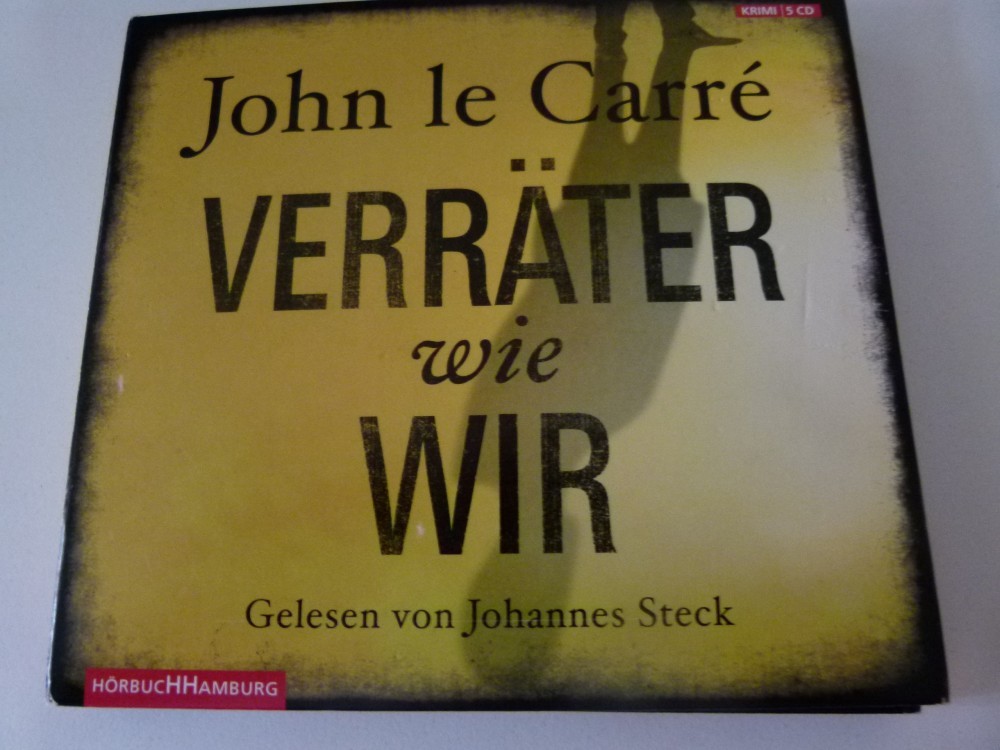 KRIMI | 5 CD
John le Carré
VERRÄTER
wie
WIR
Gelesen von Johannes Steck
HÖRBUCHHAMBURG